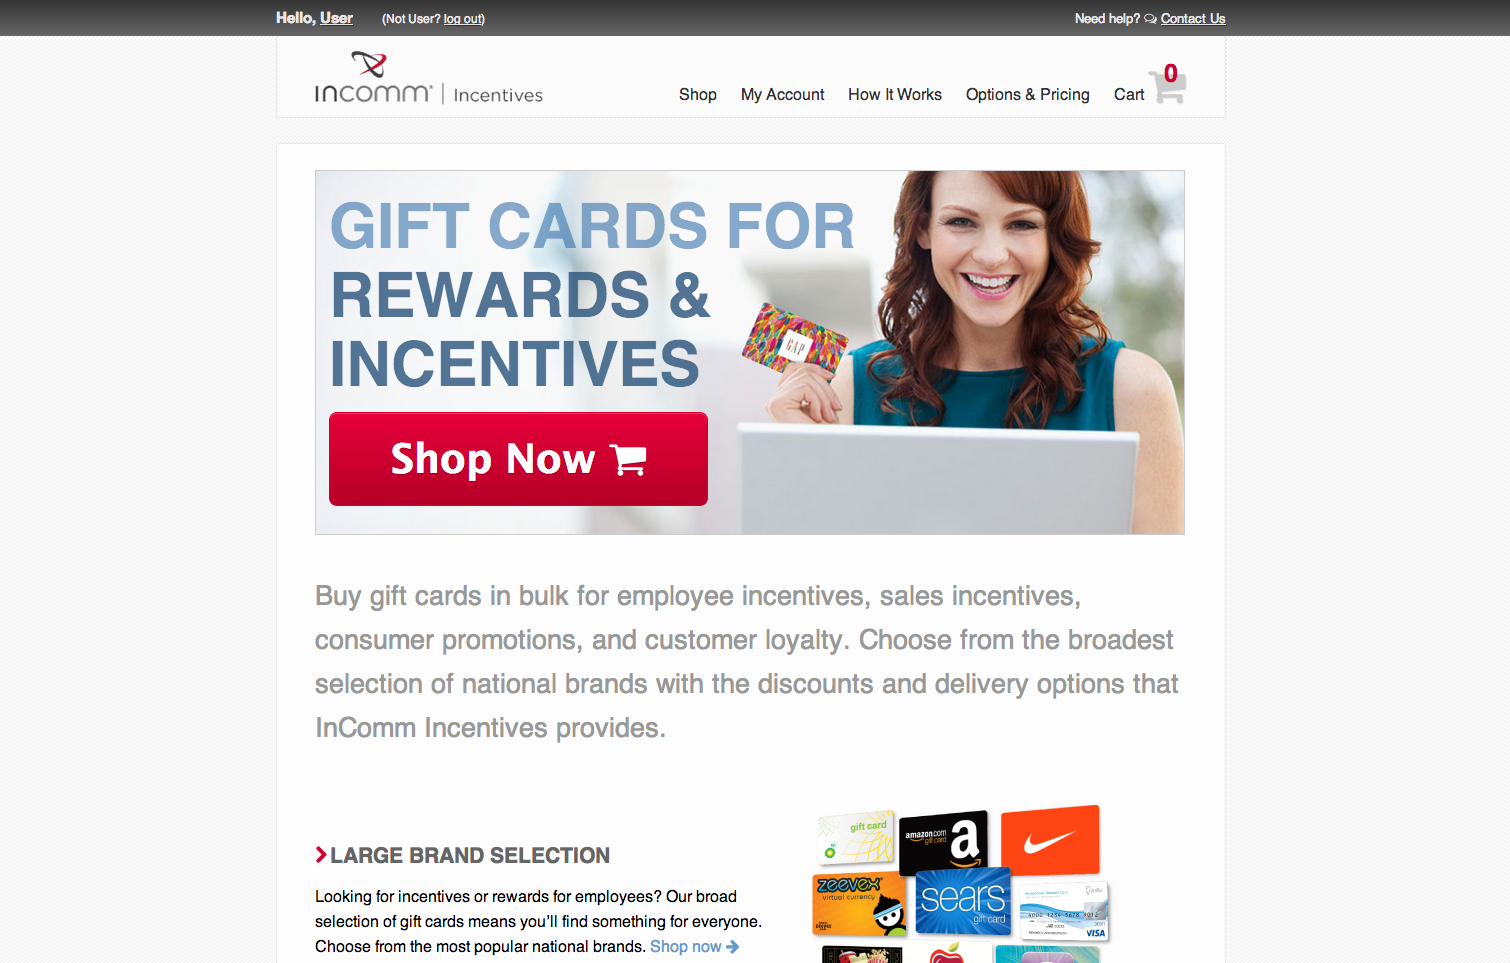 Hello, User (Not User? log out) Need help? Contact Us
incomm | Incentives
Shop My Account How It Works Options & Pricing Cart 0
GIFT CARDS FOR
REWARDS &
INCENTIVES
GAP
Shop Now
Buy gift cards in bulk for employee incentives, sales incentives,
consumer promotions, and customer loyalty. Choose from the broadest
selection of national brands with the discounts and delivery options that
InComm Incentives provides.
LARGE BRAND SELECTION
Looking for incentives or rewards for employees? Our broad
selection of gift cards means you’ll find something for everyone.
Choose from the most popular national brands. Shop now
gift card
bp
amazon.com
gift card
a
zeevex
virtual currency
sears
gift card
4000 1234 5678 9012
VISA